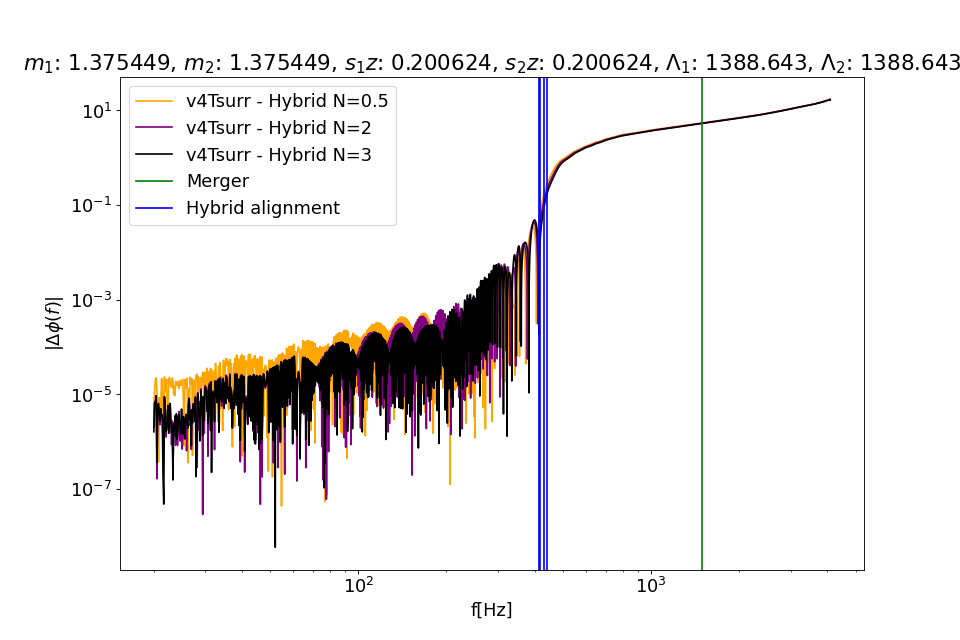 m₁: 1.375449, m₂: 1.375449, s₁z: 0.200624, s₂z: 0.200624, Λ₁: 1388.643, Λ₂: 1388.643
v4Tsurr - Hybrid N=0.5
v4Tsurr - Hybrid N=2
v4Tsurr - Hybrid N=3
Merger
Hybrid alignment
10¹
10⁻¹
10⁻³
10⁻⁵
10⁻⁷
|Δϕ(f)|
10²
10³
f[Hz]